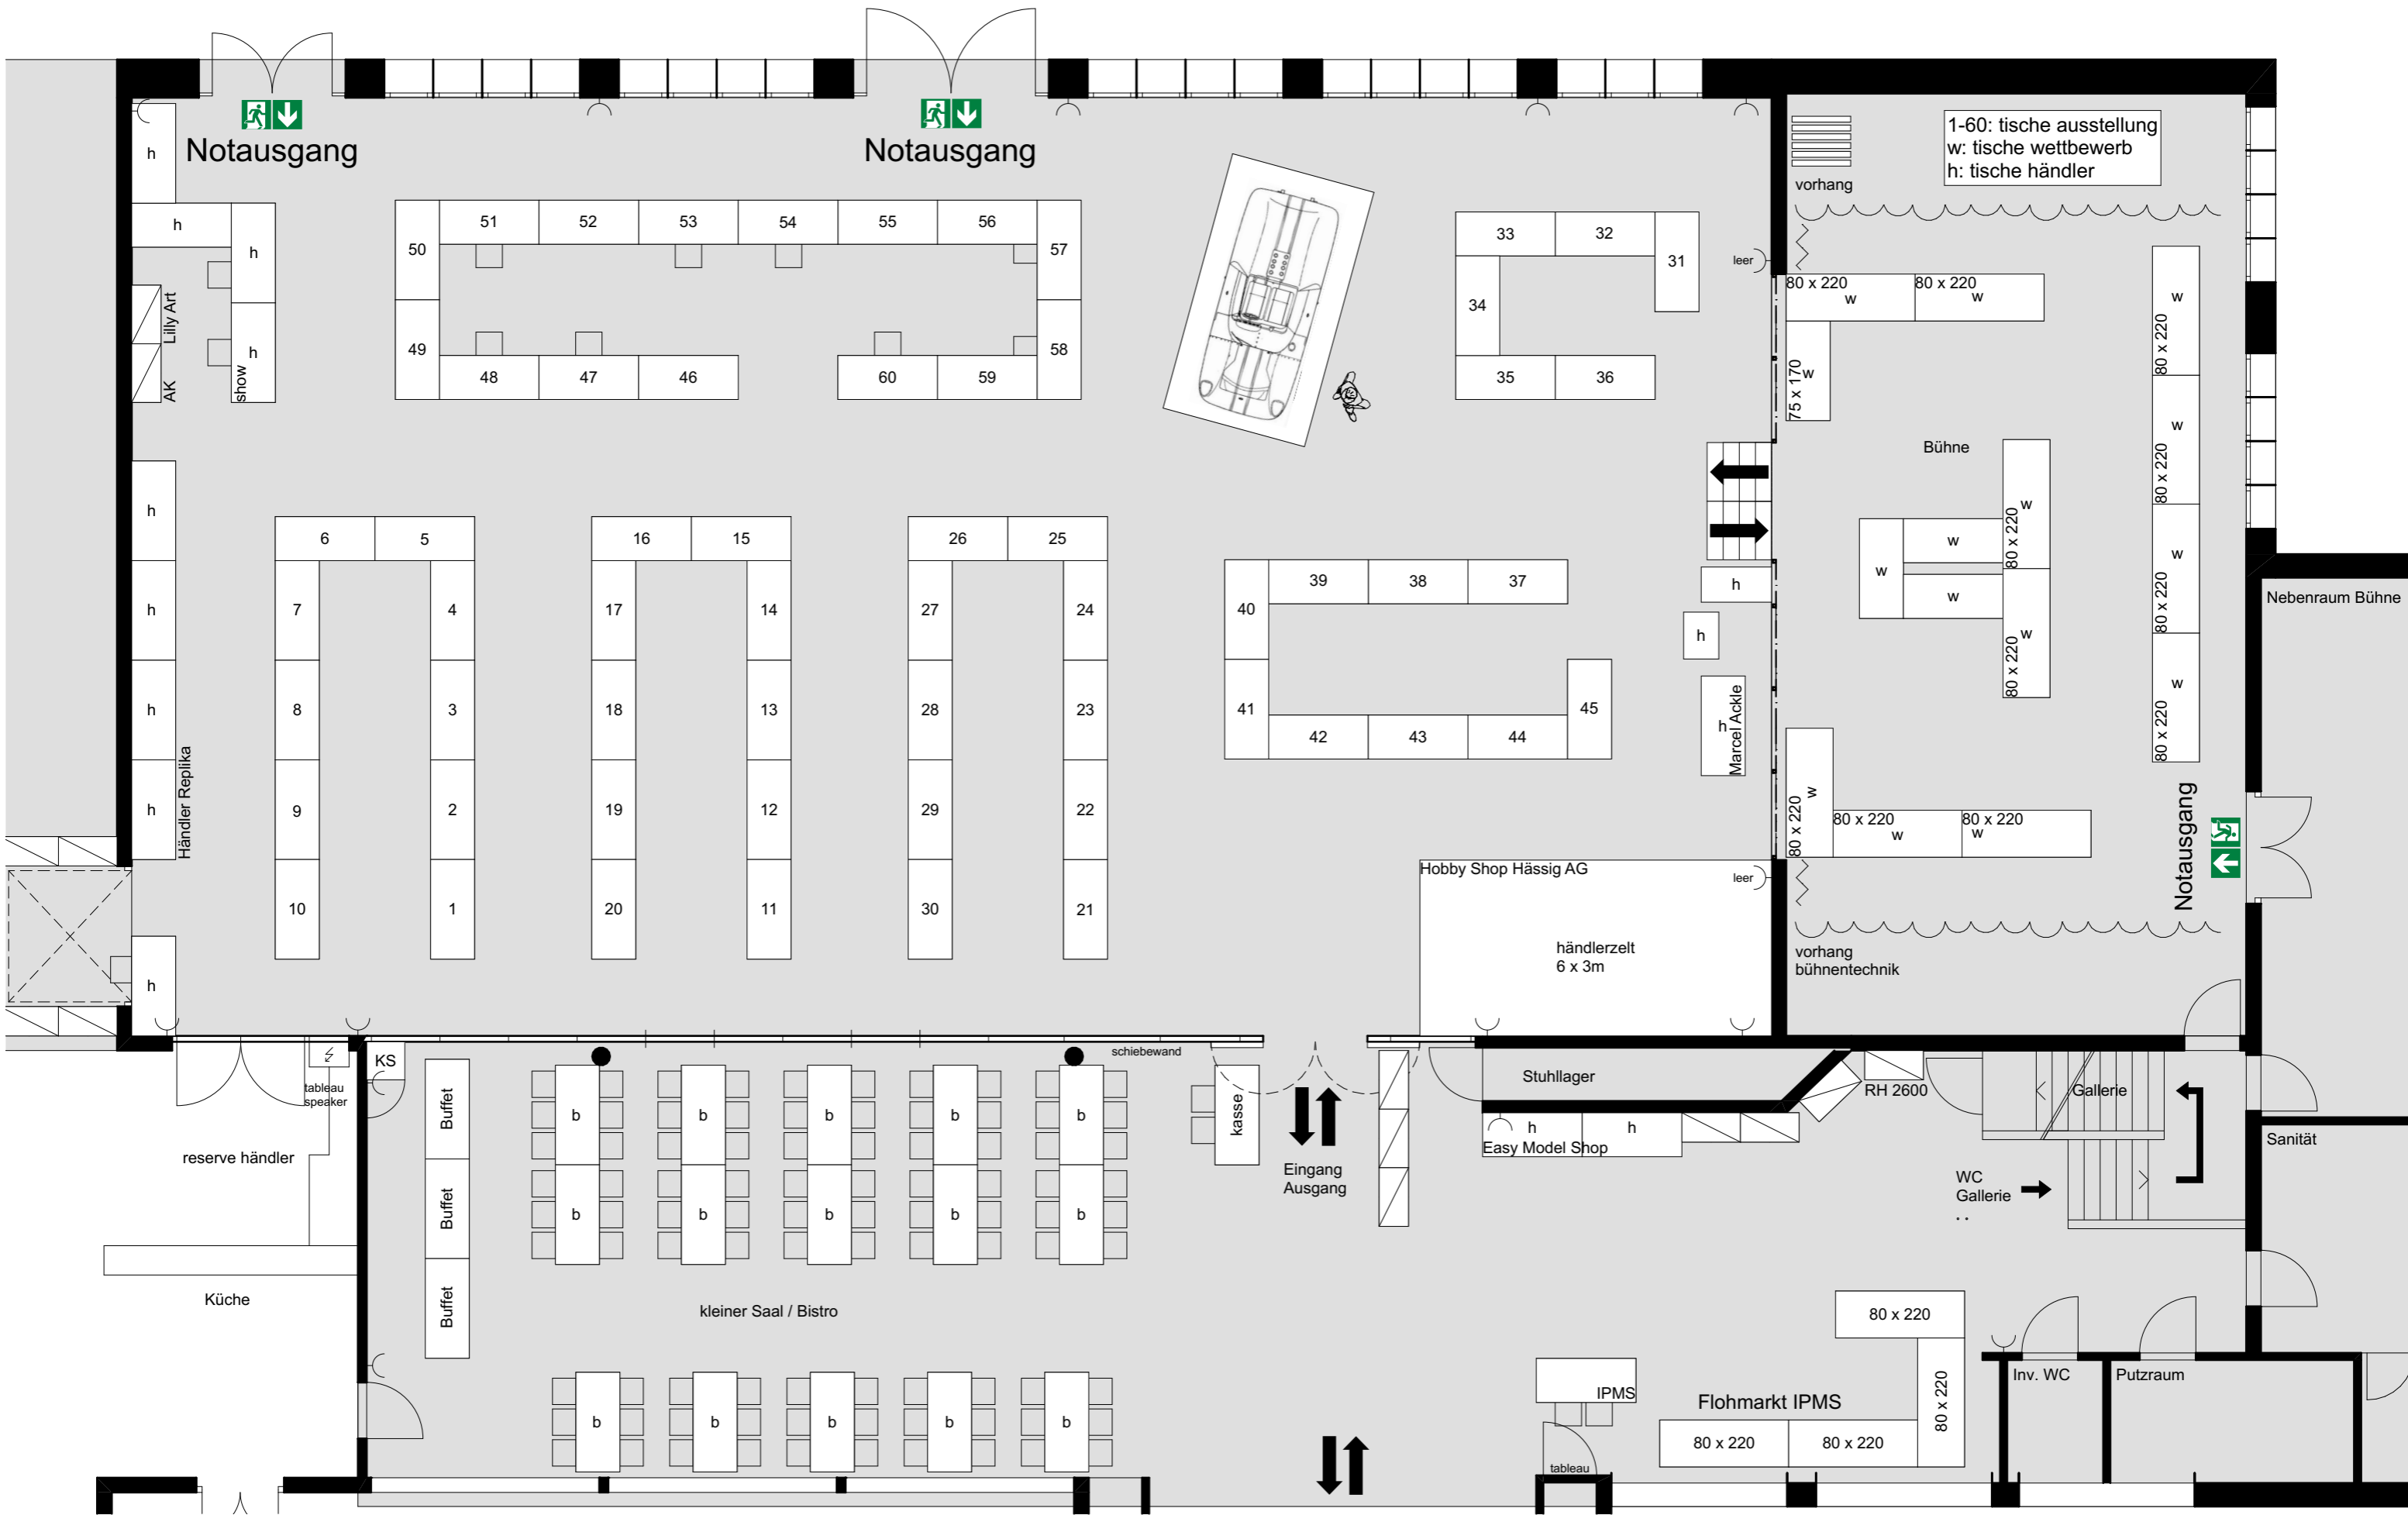 Notausgang
Notausgang
1-60: tische ausstellung
w: tische wettbewerb
h: tische händler
vorhang
h
h
h
h
show
Lilly Art
AK
50
51
52
53
54
55
56
57
49
48
47
46
60
59
58
33
32
31
34
35
36
leer
80 x 220
w
80 x 220
w
75 x 170
w
w
80 x 220
w
80 x 220
w
80 x 220
w
80 x 220
Bühne
w
80 x 220
w
80 x 220
w
w
w
h
h
h
h
Händler Replika
6
5
7
4
8
3
9
2
10
1
16
15
17
14
18
13
19
12
20
11
26
25
27
24
28
23
29
22
30
21
40
39
38
37
41
42
43
44
45
h
h
h
Marcel Ackle
80 x 220
w
80 x 220
w
80 x 220
w
Notausgang
Nebenraum Bühne
Hobby Shop Hässig AG
leer
händlerzelt
6 x 3m
vorhang
bühnentechnik
h
tableau
speaker
KS
schiebewand
reserve händler
Küche
Buffet
Buffet
Buffet
b
b
b
b
b
b
b
b
b
b
kleiner Saal / Bistro
b
b
b
b
b
kasse
Eingang
Ausgang
Stuhllager
h
h
Easy Model Shop
RH 2600
Gallerie
WC
Gallerie
. .
Sanität
80 x 220
80 x 220
80 x 220
80 x 220
Flohmarkt IPMS
IPMS
tableau
Inv. WC
Putzraum